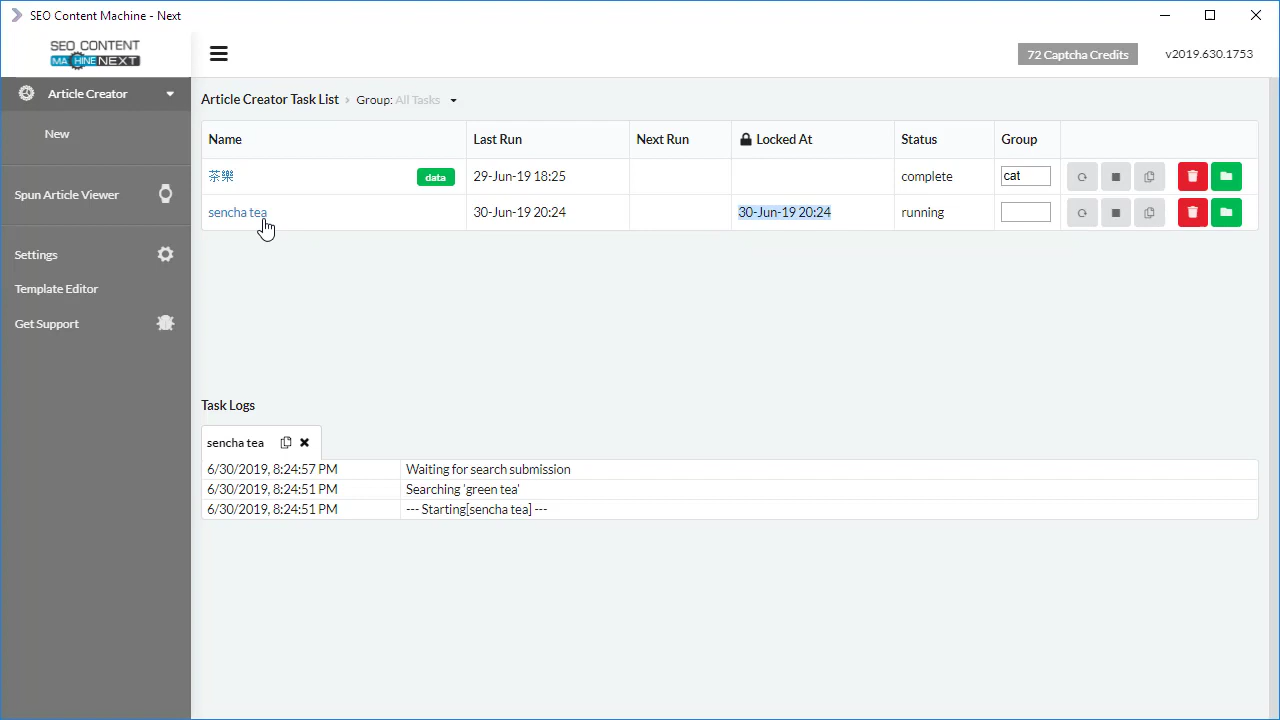 SEO Content Machine - Next
SEO CONTENT
MACHINE NEXT
72 Captcha Credits
v2019.630.1753
Article Creator
New
Spun Article Viewer
Settings
Template Editor
Get Support
Article Creator Task List › Group: All Tasks
Name Last Run Next Run Locked At Status Group
茶樂 data 29-Jun-19 18:25 complete cat
sencha tea 30-Jun-19 20:24 30-Jun-19 20:24 running
Task Logs
sencha tea
6/30/2019, 8:24:57 PM Waiting for search submission
6/30/2019, 8:24:51 PM Searching 'green tea'
6/30/2019, 8:24:51 PM --- Starting[sencha tea] ---